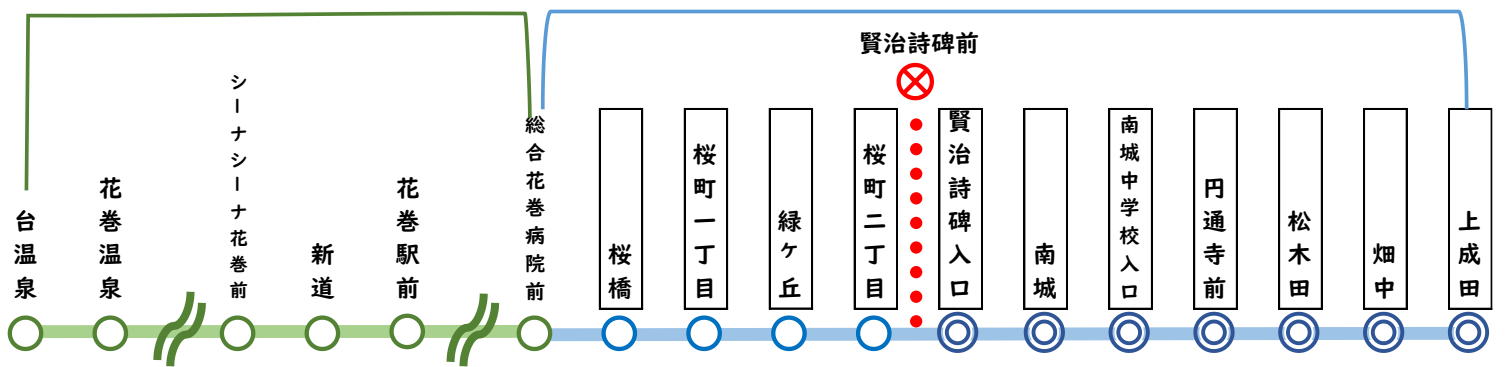 賢治詩碑前
台温泉
花巻温泉
シーナシーナ花巻前
新道
花巻駅前
総合花巻病院前
桜橋
桜町一丁目
緑ケ丘
桜町二丁目
賢治詩碑入口
南城
南城中学校入口
円通寺前
松木田
畑中
上成田